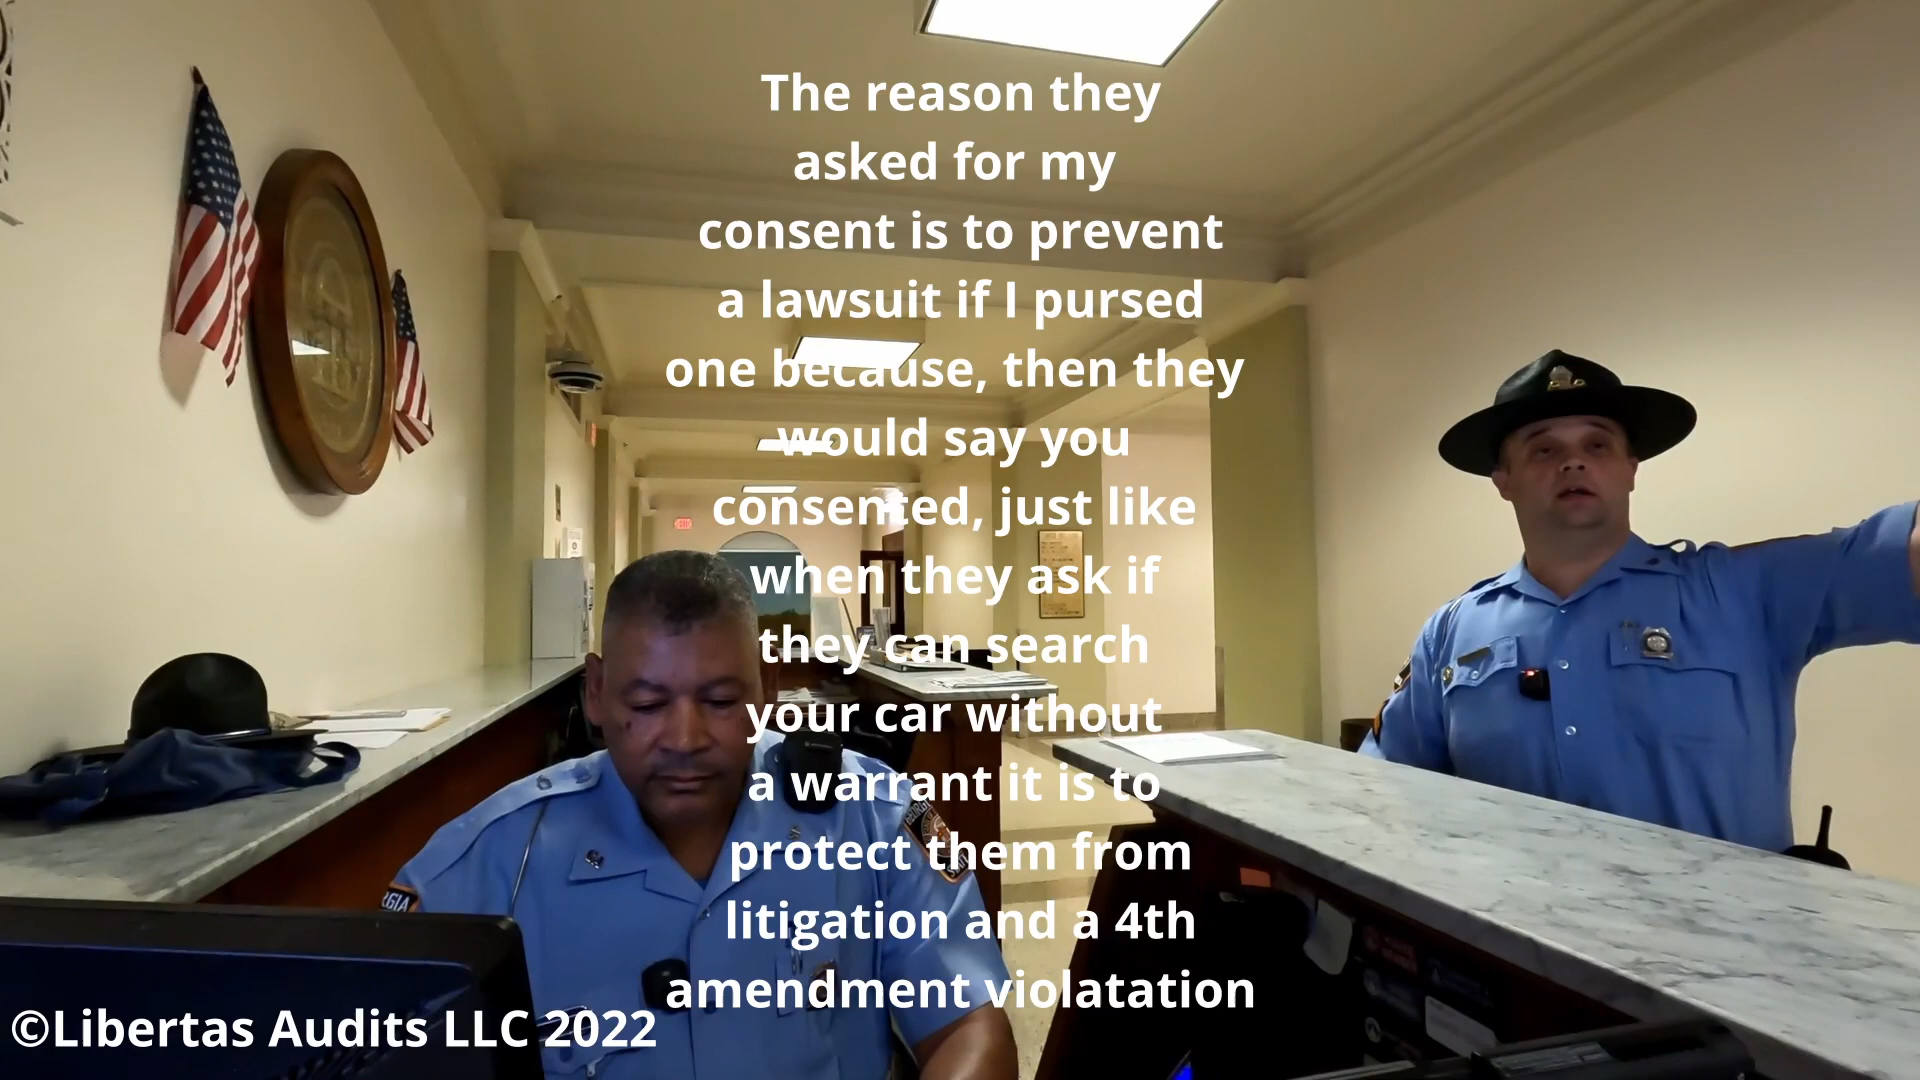 The reason they
asked for my
consent is to prevent
a lawsuit if I pursed
one because, then they
would say you
consented, just like
when they ask if
they can search
your car without
a warrant it is to
protect them from
litigation and a 4th
amendment violatation
©Libertas Audits LLC 2022